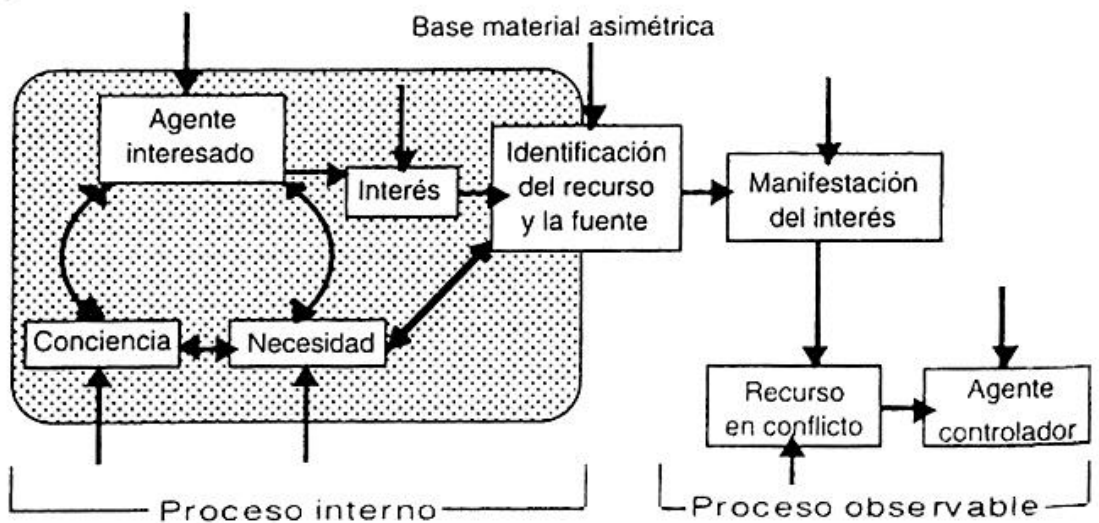 Base material asimétrica
Agente
interesado
Interés
Identificación
del recurso
y la fuente
Manifestación
del interés
Conciencia
Necesidad
Recurso
en conflicto
Agente
controlador
Proceso interno
Proceso observable